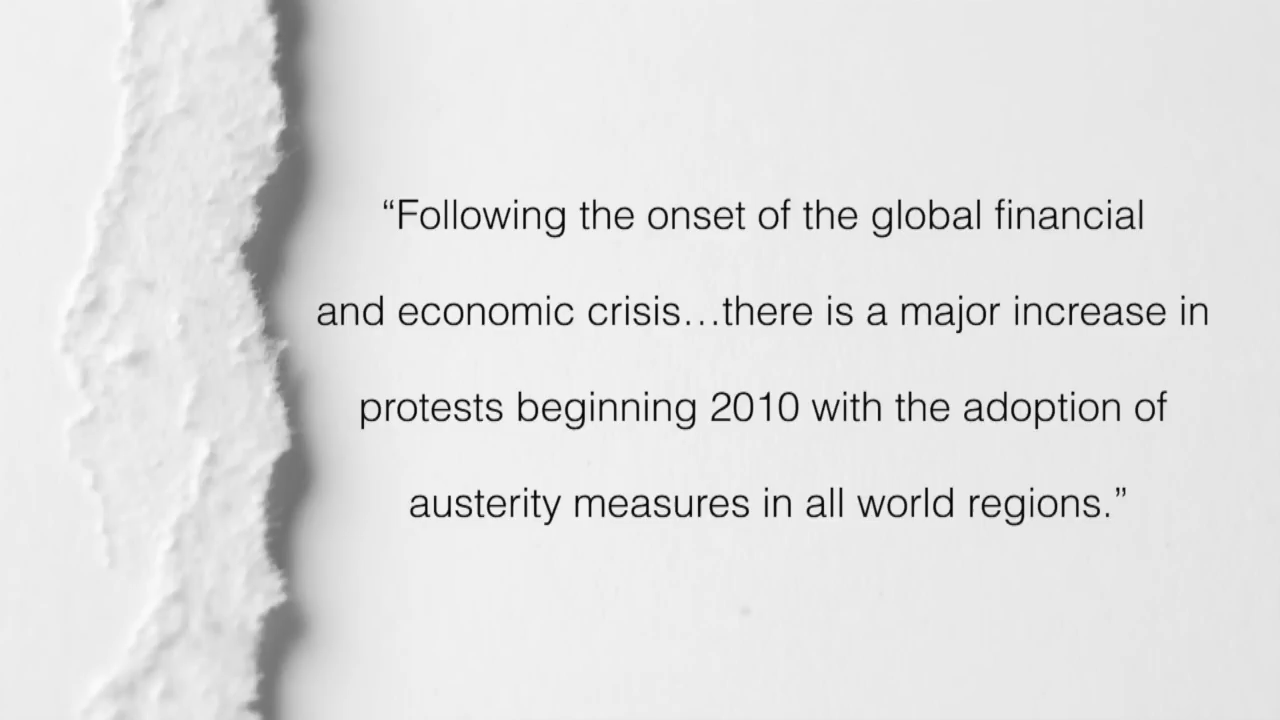 “Following the onset of the global financial
and economic crisis…there is a major increase in
protests beginning 2010 with the adoption of
austerity measures in all world regions.”